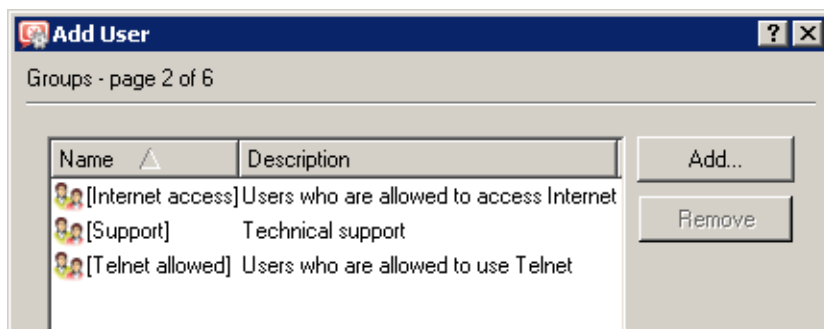 Add User
Groups - page 2 of 6
Name Description Add...
[Internet access] Users who are allowed to access Internet
Remove
[Support] Technical support
[Telnet allowed] Users who are allowed to use Telnet